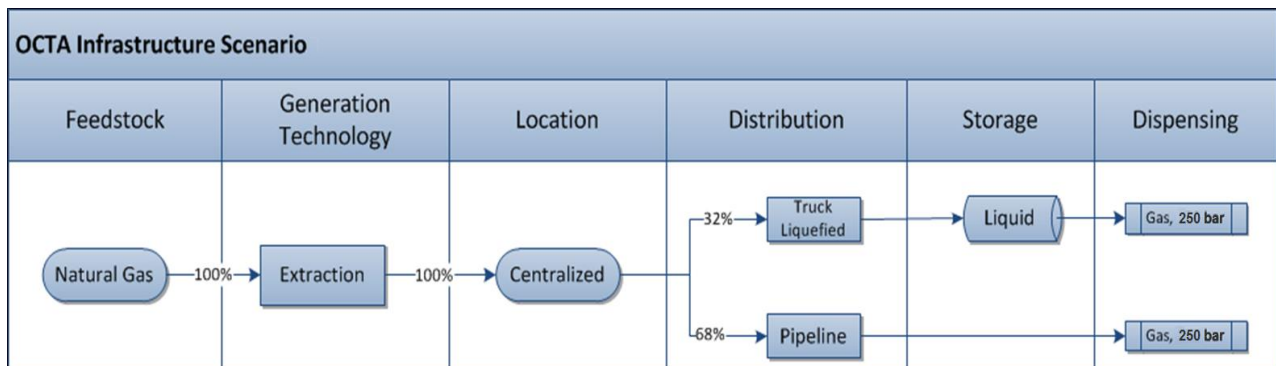 OCTA Infrastructure Scenario
Feedstock
Generation
Technology
Location
Distribution
Storage
Dispensing
Natural Gas
100%
Extraction
100%
Centralized
32%
Truck
Liquefied
Liquid
Gas, 250 bar
68%
Pipeline
Gas, 250 bar